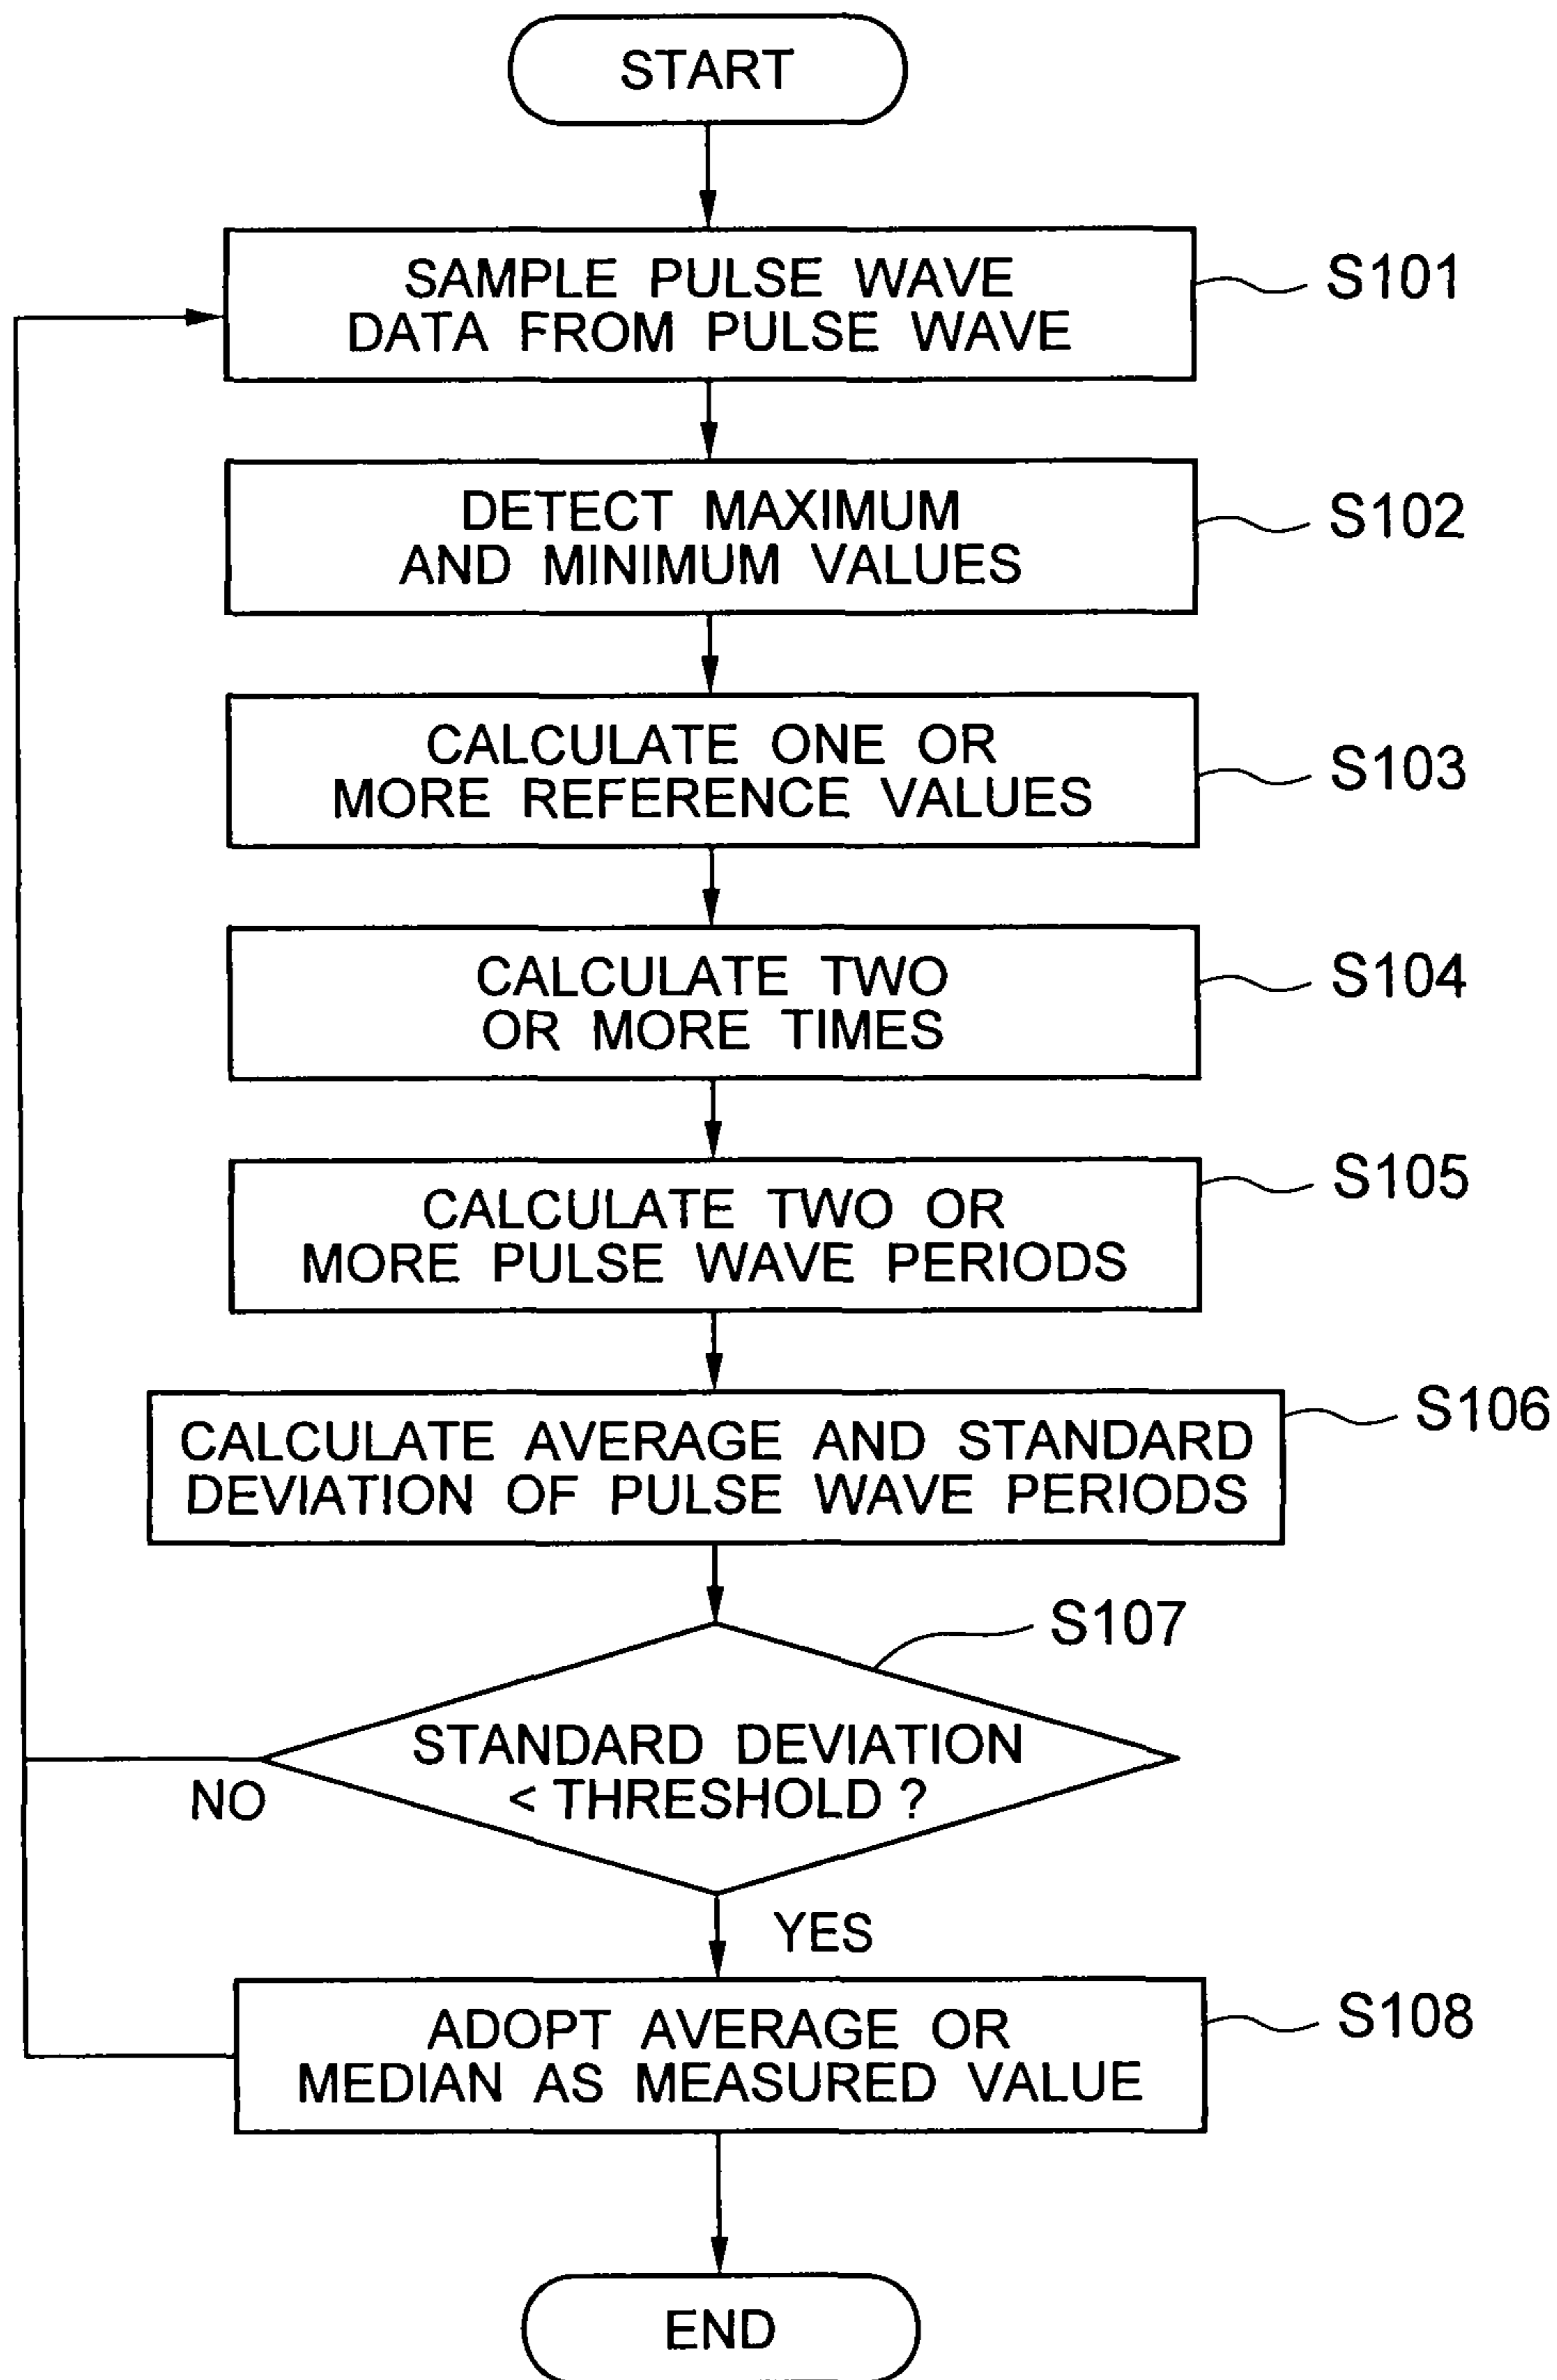 START
SAMPLE PULSE WAVE
DATA FROM PULSE WAVE
S101
DETECT MAXIMUM
AND MINIMUM VALUES
S102
CALCULATE ONE OR
MORE REFERENCE VALUES
S103
CALCULATE TWO
OR MORE TIMES
S104
CALCULATE TWO OR
MORE PULSE WAVE PERIODS
S105
CALCULATE AVERAGE AND STANDARD
DEVIATION OF PULSE WAVE PERIODS
S106
S107
STANDARD DEVIATION
< THRESHOLD ?
NO
YES
ADOPT AVERAGE OR
MEDIAN AS MEASURED VALUE
S108
END